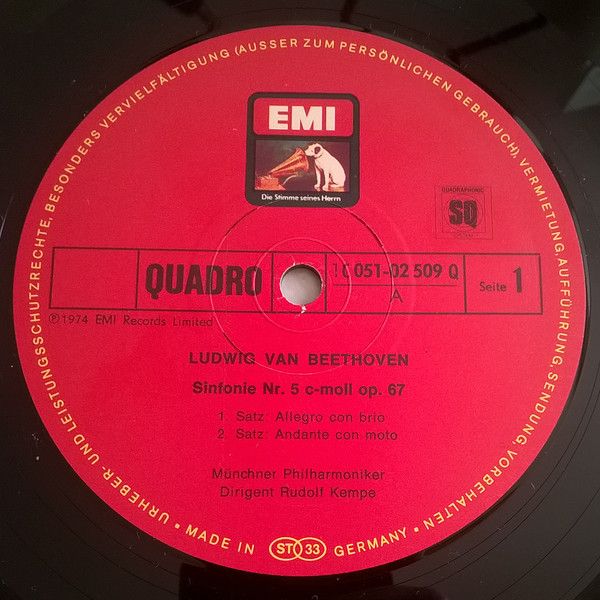 EMI
Die Stimme seines Herrn
QUADRAPHONIC
SQ
QUADRO
1C 051-02 509 Q
A
Seite 1
℗1974 EMI Records Limited
LUDWIG VAN BEETHOVEN
Sinfonie Nr. 5 c-moll op. 67
1. Satz: Allegro con brio
2. Satz: Andante con moto
Münchner Philharmoniker
Dirigent Rudolf Kempe
URHEBER- UND LEISTUNGSSCHUTZRECHTE, BESONDERS VERVIELFÄLTIGUNG (AUSSER ZUM PERSÖNLICHEN GEBRAUCH), VERMIETUNG, AUFFÜHRUNG, SENDUNG, VORBEHALTEN •
MADE IN ST 33 GERMANY •